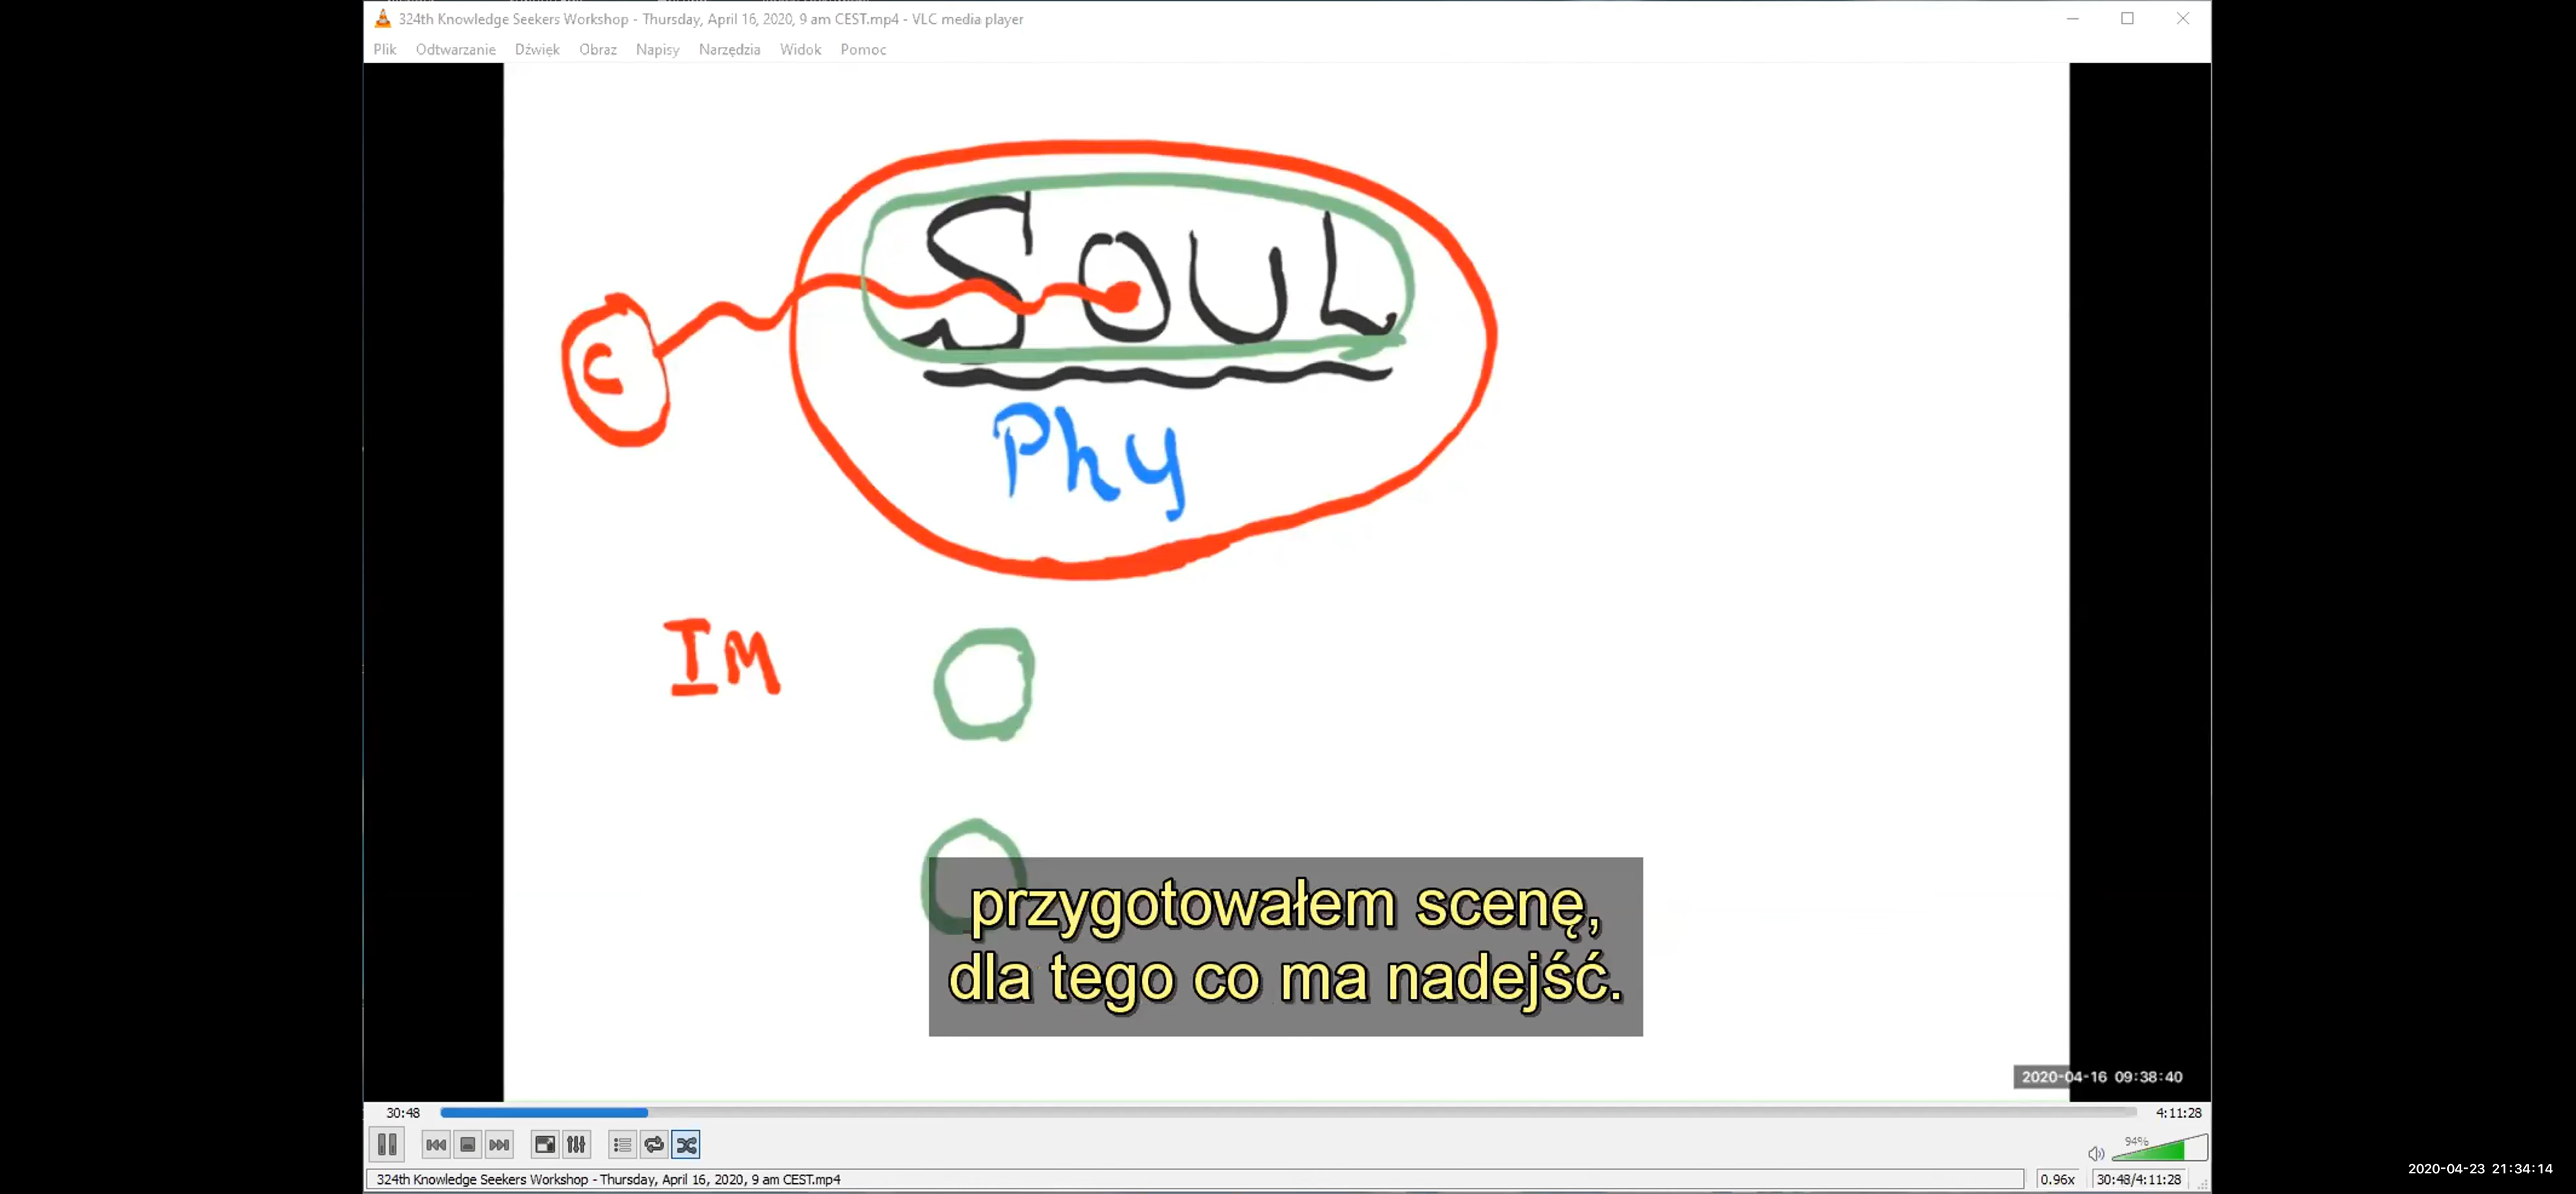 324th Knowledge Seekers Workshop - Thursday, April 16, 2020, 9 am CEST.mp4 - VLC media player
Plik Odtwarzanie Dźwięk Obraz Napisy Narzędzia Widok Pomoc
SOUL
C
Phy
IM
przygotowałem scenę,
dla tego co ma nadejść.
2020-04-16 09:38:40
30:48 4:11:28
94%
324th Knowledge Seekers Workshop - Thursday, April 16, 2020, 9 am CEST.mp4 0.96x 30:48/4:11:28
2020-04-23 21:34:14